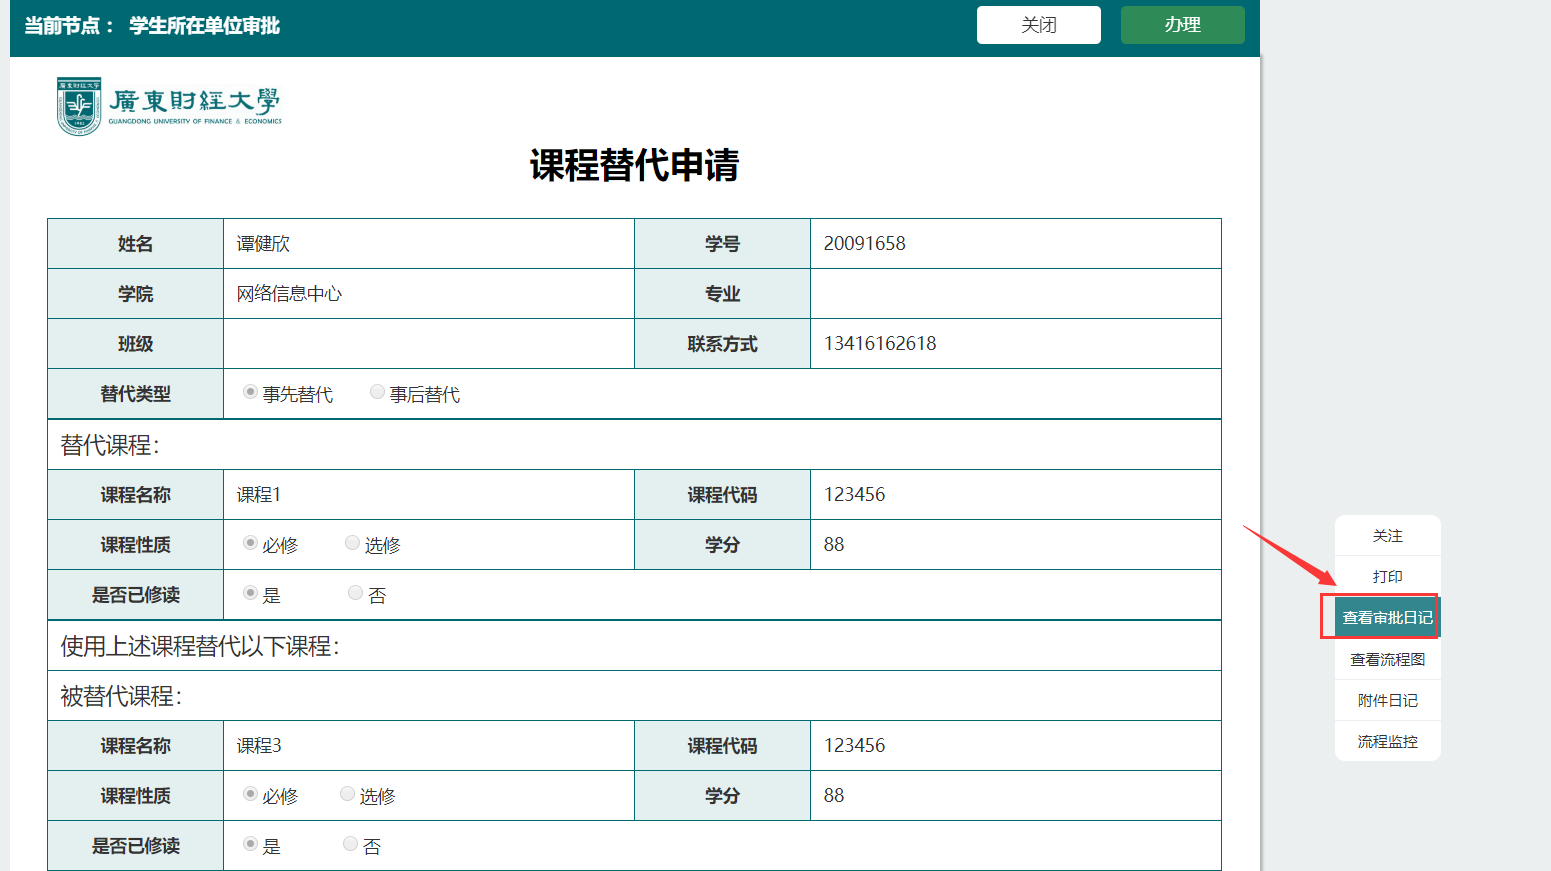 当前节点： 学生所在单位审批
关闭
办理
廣東財經大學
廣東財經大學
GUANGDONG UNIVERSITY OF FINANCE & ECONOMICS
1983
课程替代申请
姓名 谭健欣 学号 20091658
学院 网络信息中心 专业
班级 联系方式 13416162618
替代类型 事先替代 事后替代
替代课程：
课程名称 课程1 课程代码 123456
课程性质 必修 选修 学分 88
是否已修读 是 否
使用上述课程替代以下课程：
被替代课程：
课程名称 课程3 课程代码 123456
课程性质 必修 选修 学分 88
是否已修读 是 否
关注
打印
查看审批日记
查看流程图
附件日记
流程监控